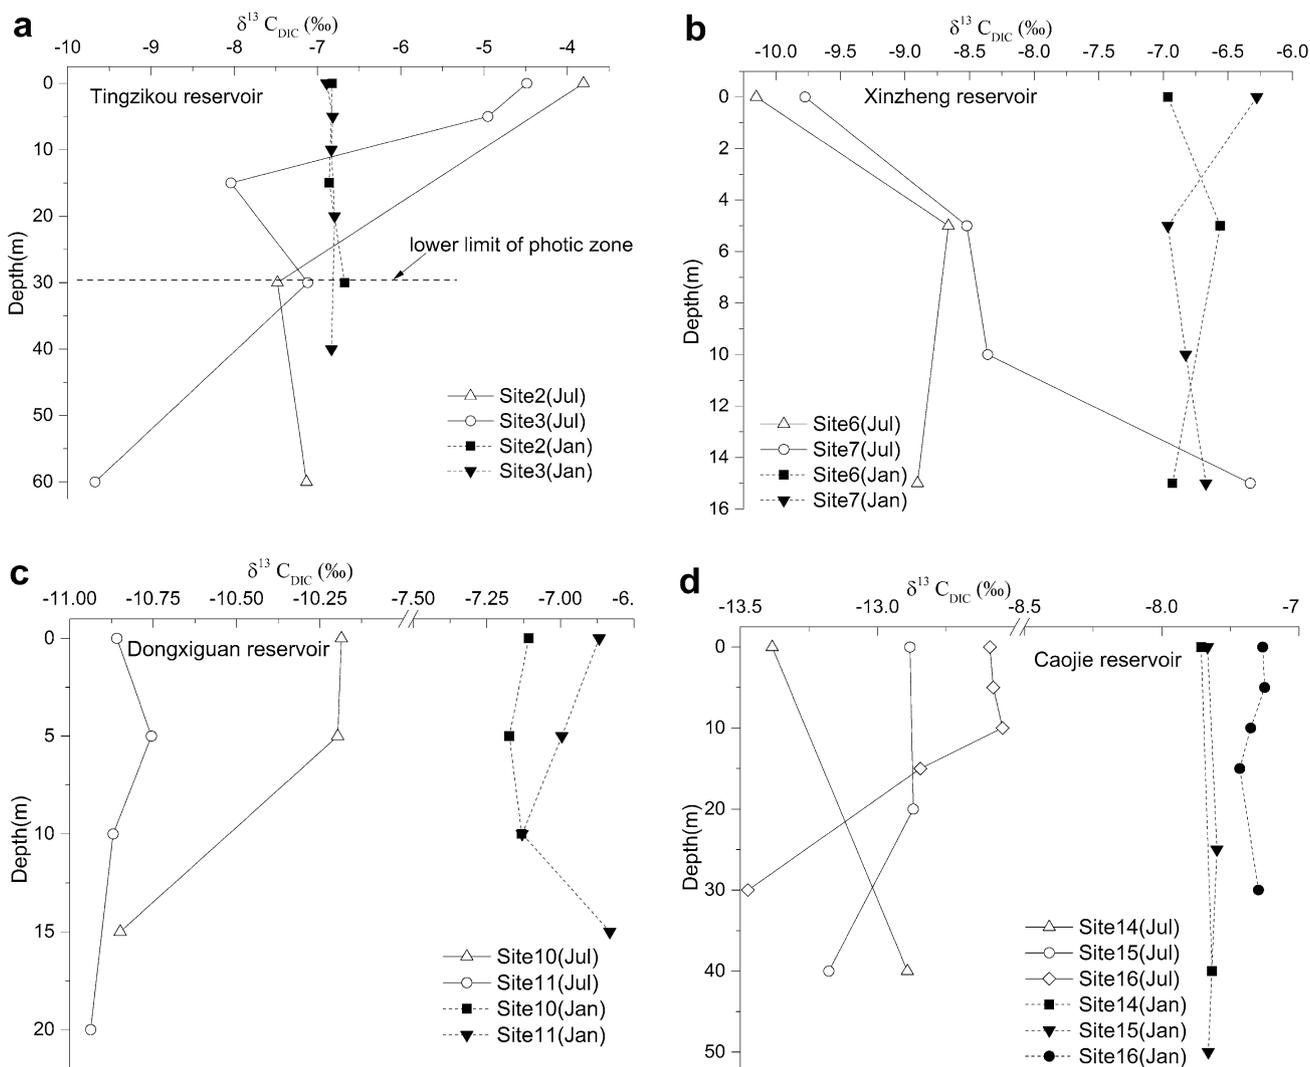 a
δ13 CDIC (‰)
-10 -9 -8 -7 -6 -5 -4
0
10
20
30
40
50
60
Depth(m)
Tingzikou reservoir
lower limit of photic zone
Site2(Jul)
Site3(Jul)
Site2(Jan)
Site3(Jan)
b
δ13 CDIC (‰)
-10.0 -9.5 -9.0 -8.5 -8.0 -7.5 -7.0 -6.5 -6.0
0
2
4
6
8
10
12
14
16
Depth(m)
Xinzheng reservoir
Site6(Jul)
Site7(Jul)
Site6(Jan)
Site7(Jan)
c
δ13 CDIC (‰)
-11.00 -10.75 -10.50 -10.25 -7.50 -7.25 -7.00 -6.
0
5
10
15
20
Depth(m)
Dongxiguan reservoir
Site10(Jul)
Site11(Jul)
Site10(Jan)
Site11(Jan)
d
δ13 CDIC (‰)
-13.5 -13.0 -8.5 -8.0 -7
0
10
20
30
40
50
Depth(m)
Caojie reservoir
Site14(Jul)
Site15(Jul)
Site16(Jul)
Site14(Jan)
Site15(Jan)
Site16(Jan)